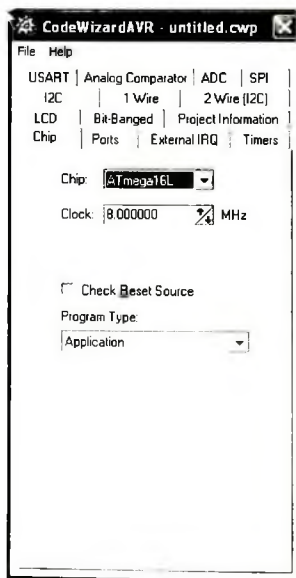 CodeWizardAVR - untitled.cwp
File Help
USART Analog Comparator ADC SPI
I2C 1 Wire 2 Wire (I2C)
LCD Bit-Banged Project Information
Chip Ports External IRQ Timers
Chip: ATmega16L
Clock: 8.000000 MHz
Check Reset Source
Program Type:
Application